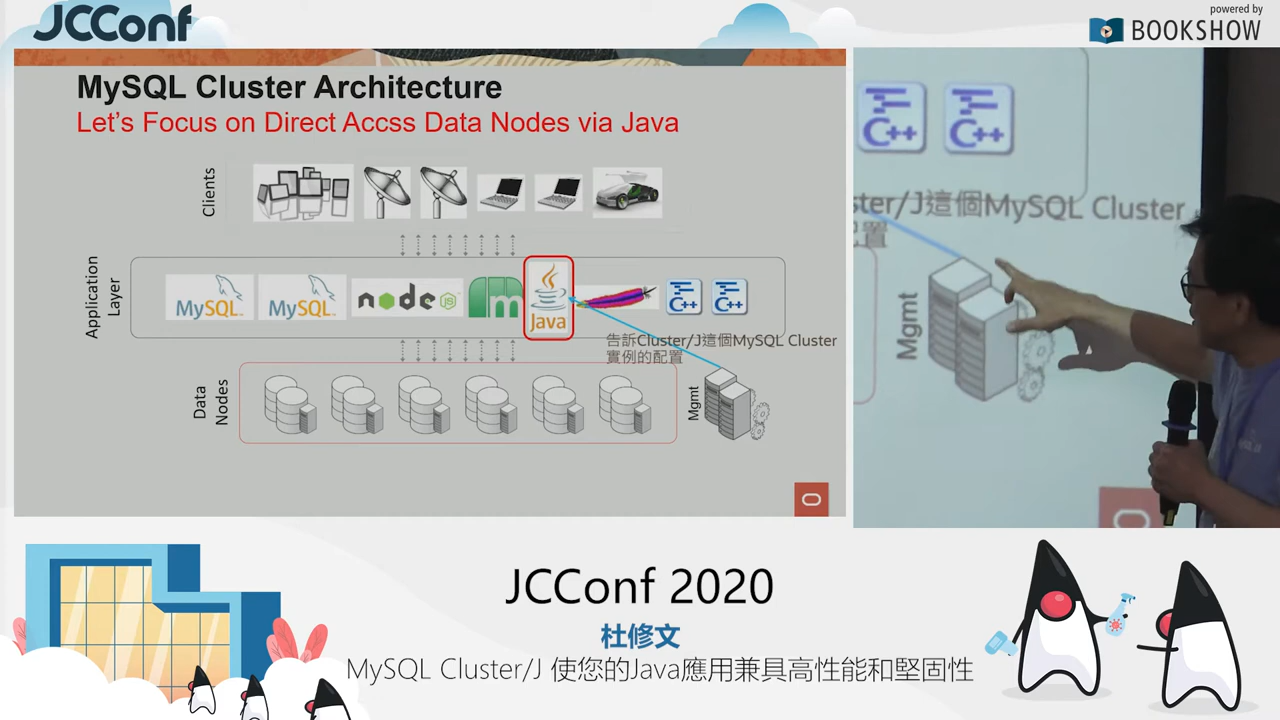 JCConf
powered by
BOOKSHOW
MySQL Cluster Architecture
Let's Focus on Direct Accss Data Nodes via Java
Clients
Application
Layer
MySQL
MySQL
node
JS
Java
C++
C++
告訴Cluster/J這個MySQL Cluster
實例的配置
Data
Nodes
Mgmt
C++
C++
ster/J這個MySQL Cluster
配置
Mgmt
JCConf 2020
杜修文
MySQL Cluster/J 使您的Java應用兼具高性能和堅固性